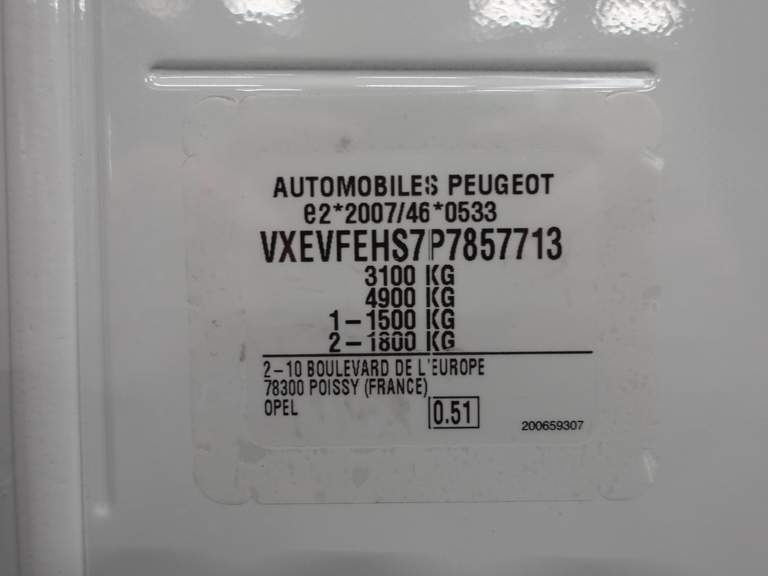 AUTOMOBILES PEUGEOT
e2*2007/46*0533
VXEVFEHS7P7857713
3100 KG
4900 KG
1-1500 KG
2-1800 KG
2-10 BOULEVARD DE L'EUROPE
78300 POISSY (FRANCE)
OPEL
0.51
200659307